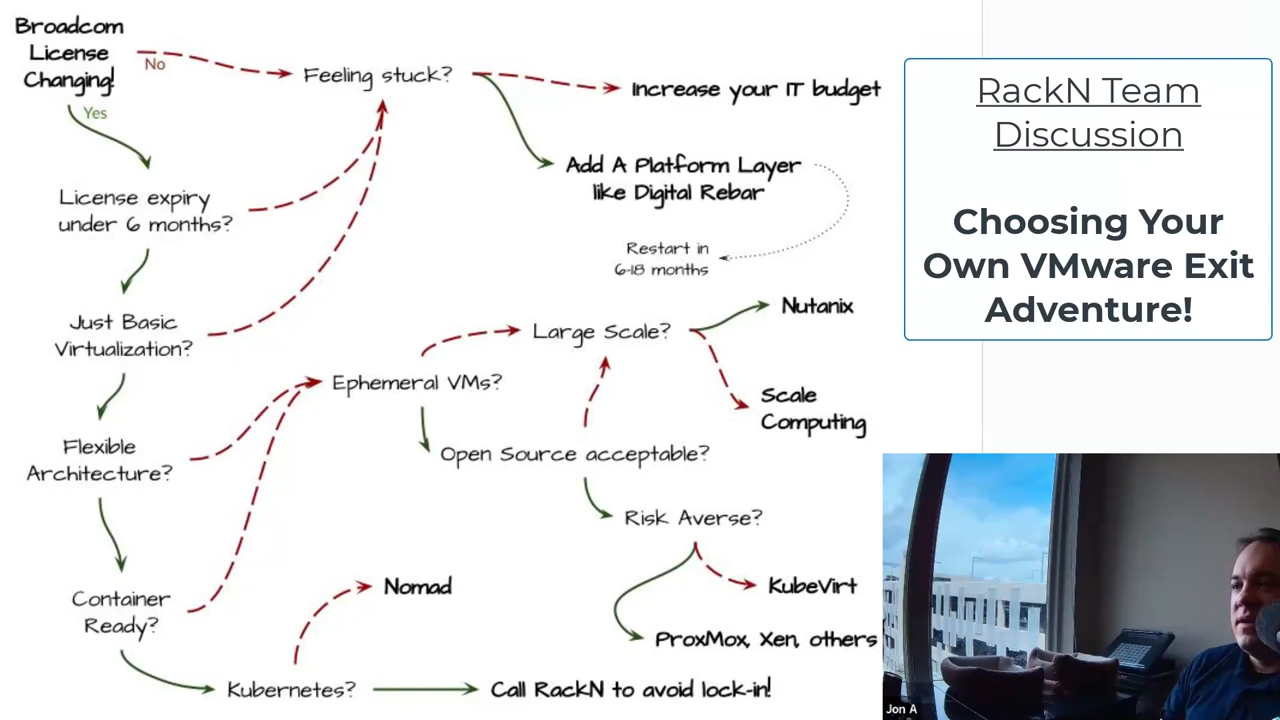 Broadcom
License
Changing!
No
Yes
Feeling stuck?
Increase your IT budget
Add A Platform Layer
like Digital Rebar
Restart in
6-18 months
License expiry
under 6 months?
Just Basic
Virtualization?
Large Scale?
Nutanix
Scale
Computing
Ephemeral VMs?
Flexible
Architecture?
Open Source acceptable?
Risk Averse?
Container
Ready?
Nomad
KubeVirt
ProxMox, Xen, others
Kubernetes?
Call RackN to avoid lock-in!
RackN Team
Discussion
Choosing Your
Own VMware Exit
Adventure!
Jon A